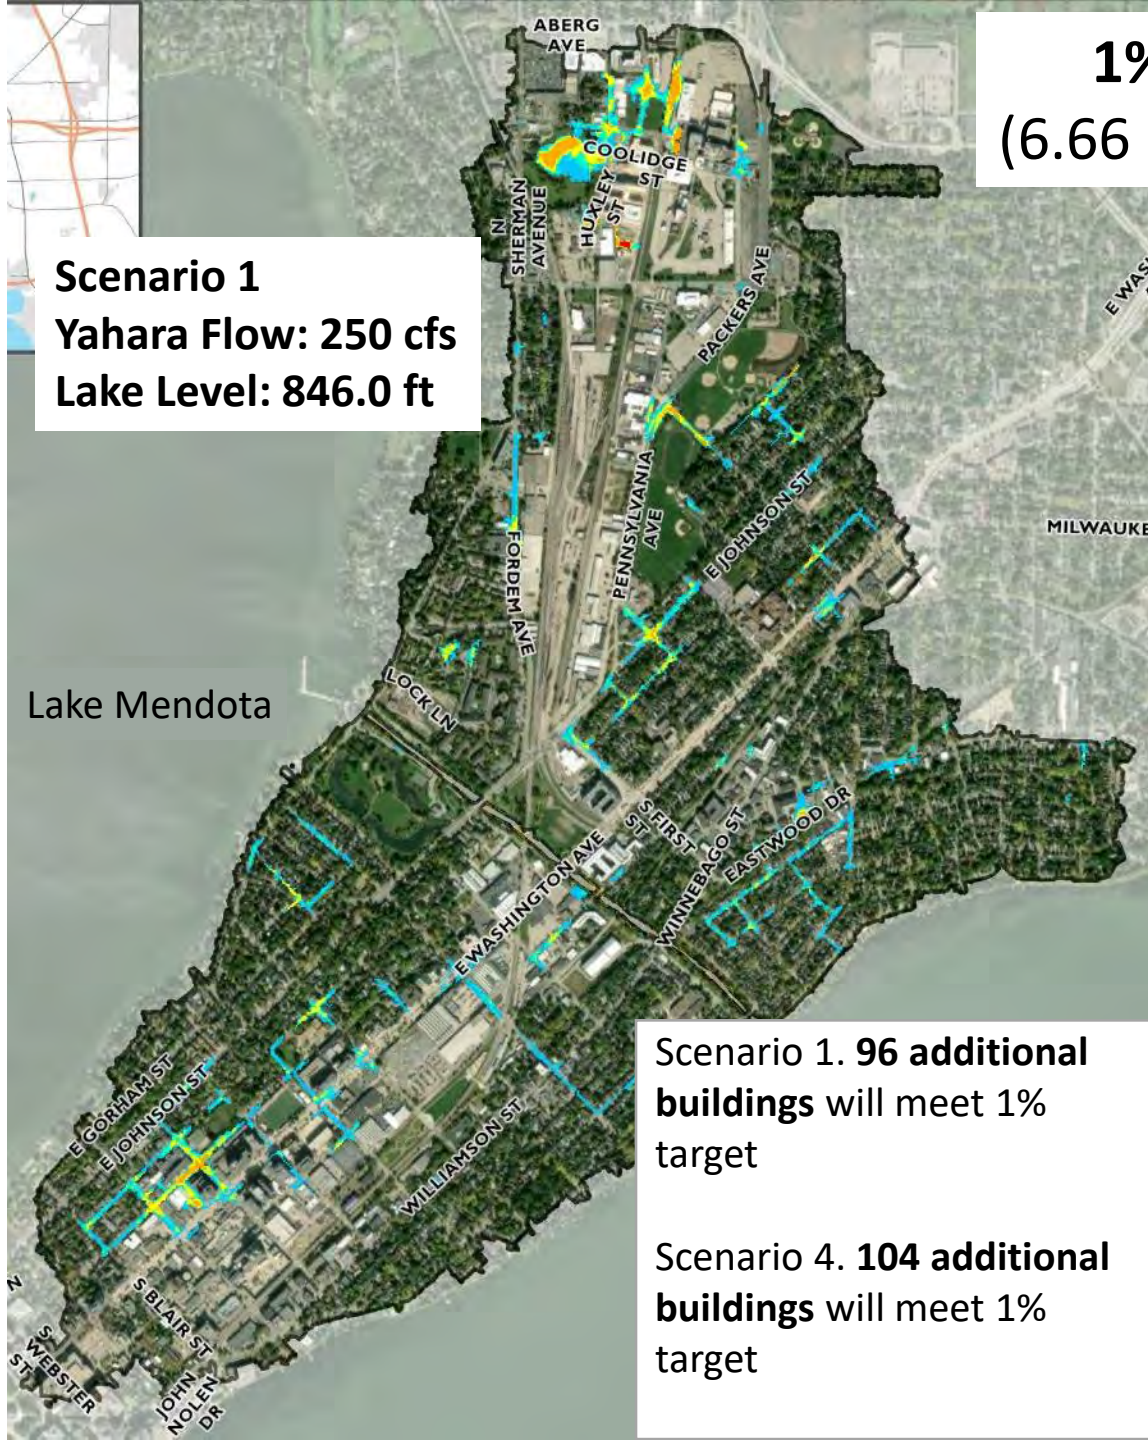 ABERG
AVE
1%
(6.66
COOLIDGE
ST
HUXLEY
ST
N
SHERMAN
AVENUE
Scenario 1
Yahara Flow: 250 cfs
Lake Level: 846.0 ft
PACKERS AVE
E WAS
PENNSYLVANIA
AVE
E JOHNSON ST
MILWAUKE
FORDEM AVE
LOCK LN
Lake Mendota
S FIRST
ST
EASTWOOD DR
WINNEBAGO ST
E WASHINGTON AVE
E GORHAM ST
E JOHNSON ST
WILLIAMSON ST
Scenario 1. 96 additional
buildings will meet 1%
target
Scenario 4. 104 additional
buildings will meet 1%
target
N
S BLAIR ST
S
WEBSTER
ST
JOHN
NOLEN
DR